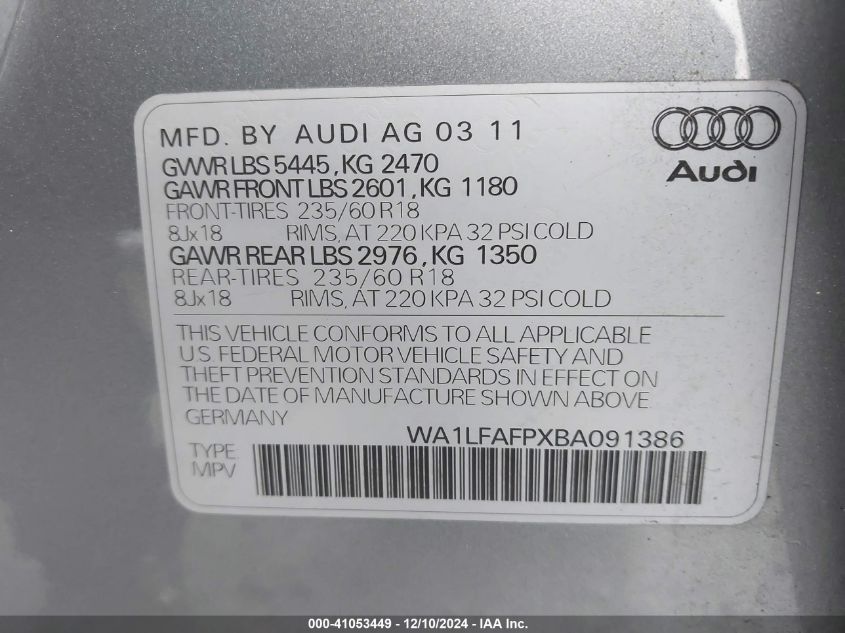 MFD. BY AUDI AG 03 11
GVWR LBS 5445, KG 2470
GAWR FRONT LBS 2601, KG 1180
FRONT-TIRES 235/60 R18
8Jx18 RIMS, AT 220 KPA 32 PSI COLD
GAWR REAR LBS 2976, KG 1350
REAR-TIRES 235/60 R18
8Jx18 RIMS, AT 220 KPA 32 PSI COLD
Audi
THIS VEHICLE CONFORMS TO ALL APPLICABLE
U.S. FEDERAL MOTOR VEHICLE SAFETY AND
THEFT PREVENTION STANDARDS IN EFFECT ON
THE DATE OF MANUFACTURE SHOWN ABOVE
GERMANY
WA1LFAFPXBA091386
TYPE
MPV
000-41053449 - 12/10/2024 - IAA Inc.